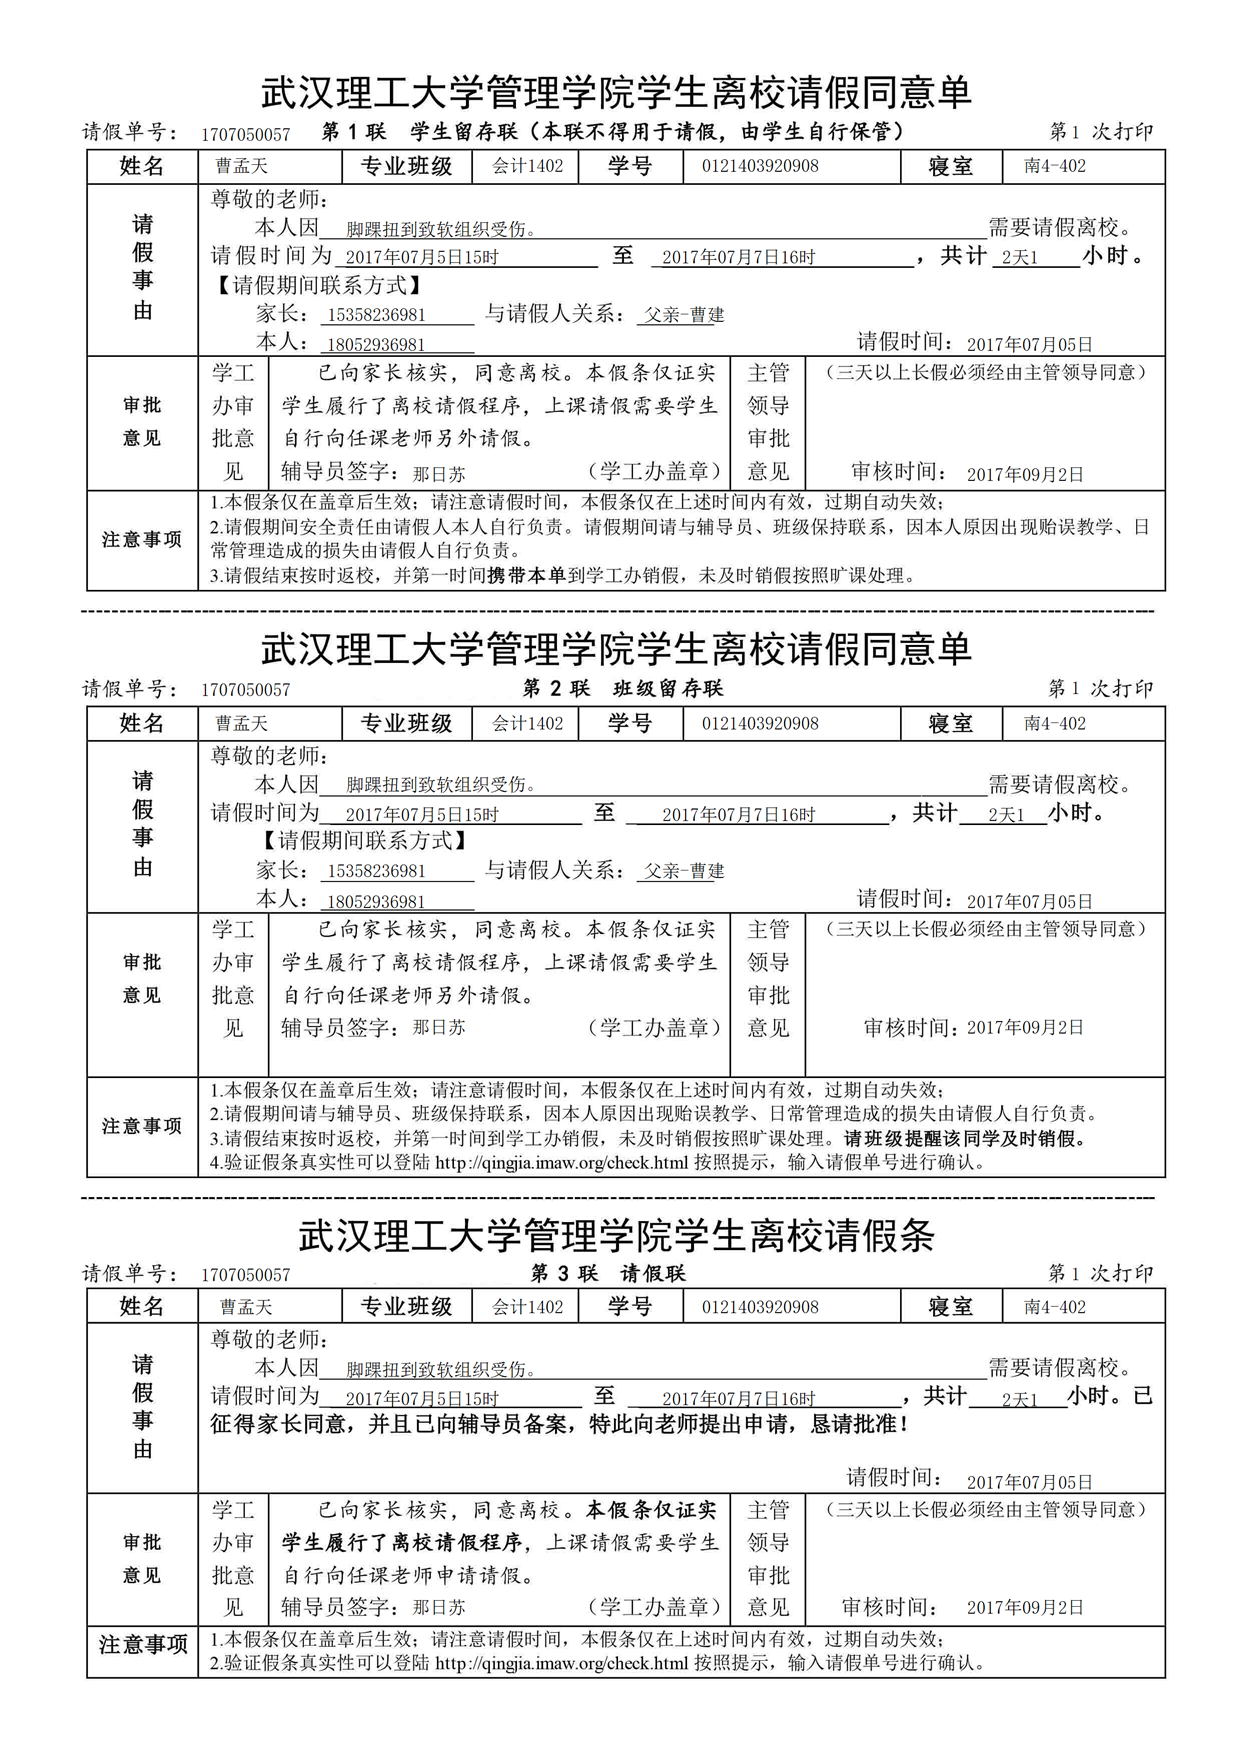 武汉理工大学管理学院学生离校请假同意单
请假单号： 1707050057 第 1 联 学生留存联（本联不得用于请假，由学生自行保管） 第1 次打印
姓名 曹孟天 专业班级 会计1402 学号 0121403920908 寝室 南4-402
请假事由
尊敬的老师：
本人因 脚踝扭到致软组织受伤。 需要请假离校。
请假时间为 2017年07月5日15时 至 2017年07月7日16时 ，共计 2天1 小时。
【请假期间联系方式】
家长： 15358236981 与请假人关系： 父亲-曹建
本人： 18052936981 请假时间： 2017年07月05日
学工 已向家长核实，同意离校。本假条仅证实 主管 （三天以上长假必须经由主管领导同意）
审批 办审 学生履行了离校请假程序，上课请假需要学生 领导
意见 批意 自行向任课老师另外请假。 审批
见 辅导员签字：那日苏 （学工办盖章） 意见 审核时间： 2017年09月2日
注意事项
1.本假条仅在盖章后生效；请注意请假时间，本假条仅在上述时间内有效，过期自动失效；
2.请假期间安全责任由请假人本人自行负责。请假期间请与辅导员、班级保持联系，因本人原因出现贻误教学、日
常管理造成的损失由请假人自行负责。
3.请假结束按时返校，并第一时间携带本单到学工办销假，未及时销假按照旷课处理。
武汉理工大学管理学院学生离校请假同意单
请假单号： 1707050057 第 2 联 班级留存联 第1 次打印
姓名 曹孟天 专业班级 会计1402 学号 0121403920908 寝室 南4-402
请假事由
尊敬的老师：
本人因 脚踝扭到致软组织受伤。 需要请假离校。
请假时间为 2017年07月5日15时 至 2017年07月7日16时 ，共计 2天1 小时。
【请假期间联系方式】
家长： 15358236981 与请假人关系： 父亲-曹建
本人： 18052936981 请假时间： 2017年07月05日
学工 已向家长核实，同意离校。本假条仅证实 主管 （三天以上长假必须经由主管领导同意）
审批 办审 学生履行了离校请假程序，上课请假需要学生 领导
意见 批意 自行向任课老师另外请假。 审批
见 辅导员签字：那日苏 （学工办盖章） 意见 审核时间：2017年09月2日
注意事项
1.本假条仅在盖章后生效；请注意请假时间，本假条仅在上述时间内有效，过期自动失效；
2.请假期间请与辅导员、班级保持联系，因本人原因出现贻误教学、日常管理造成的损失由请假人自行负责。
3.请假结束按时返校，并第一时间到学工办销假，未及时销假按照旷课处理。请班级提醒该同学及时销假。
4.验证假条真实性可以登陆 http://qingjia.imaw.org/check.html 按照提示，输入请假单号进行确认。
武汉理工大学管理学院学生离校请假条
请假单号： 1707050057 第 3 联 请假联 第1 次打印
姓名 曹孟天 专业班级 会计1402 学号 0121403920908 寝室 南4-402
请假事由
尊敬的老师：
本人因 脚踝扭到致软组织受伤。 需要请假离校。
请假时间为 2017年07月5日15时 至 2017年07月7日16时 ，共计 2天1 小时。已
征得家长同意，并且已向辅导员备案，特此向老师提出申请，恳请批准！
请假时间： 2017年07月05日
学工 已向家长核实，同意离校。本假条仅证实 主管 （三天以上长假必须经由主管领导同意）
审批 办审 学生履行了离校请假程序，上课请假需要学生 领导
意见 批意 自行向任课老师申请请假。 审批
见 辅导员签字：那日苏 （学工办盖章） 意见 审核时间： 2017年09月2日
注意事项
1.本假条仅在盖章后生效；请注意请假时间，本假条仅在上述时间内有效，过期自动失效；
2.验证假条真实性可以登陆 http://qingjia.imaw.org/check.html 按照提示，输入请假单号进行确认。